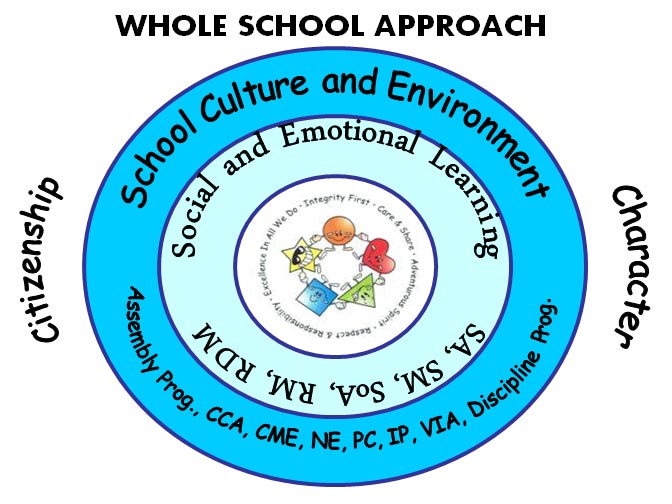 WHOLE SCHOOL APPROACH
School Culture and Environment
Social and Emotional Learning
Integrity First • Care & Share • Adventurous Spirit • Respect & Responsibility • Excellence In All We Do •
SA, SM, SoA, RM, RDM
Assembly Prog., CCA, CME, NE, PC, IP, VIA, Discipline Prog.
Citizenship
Character